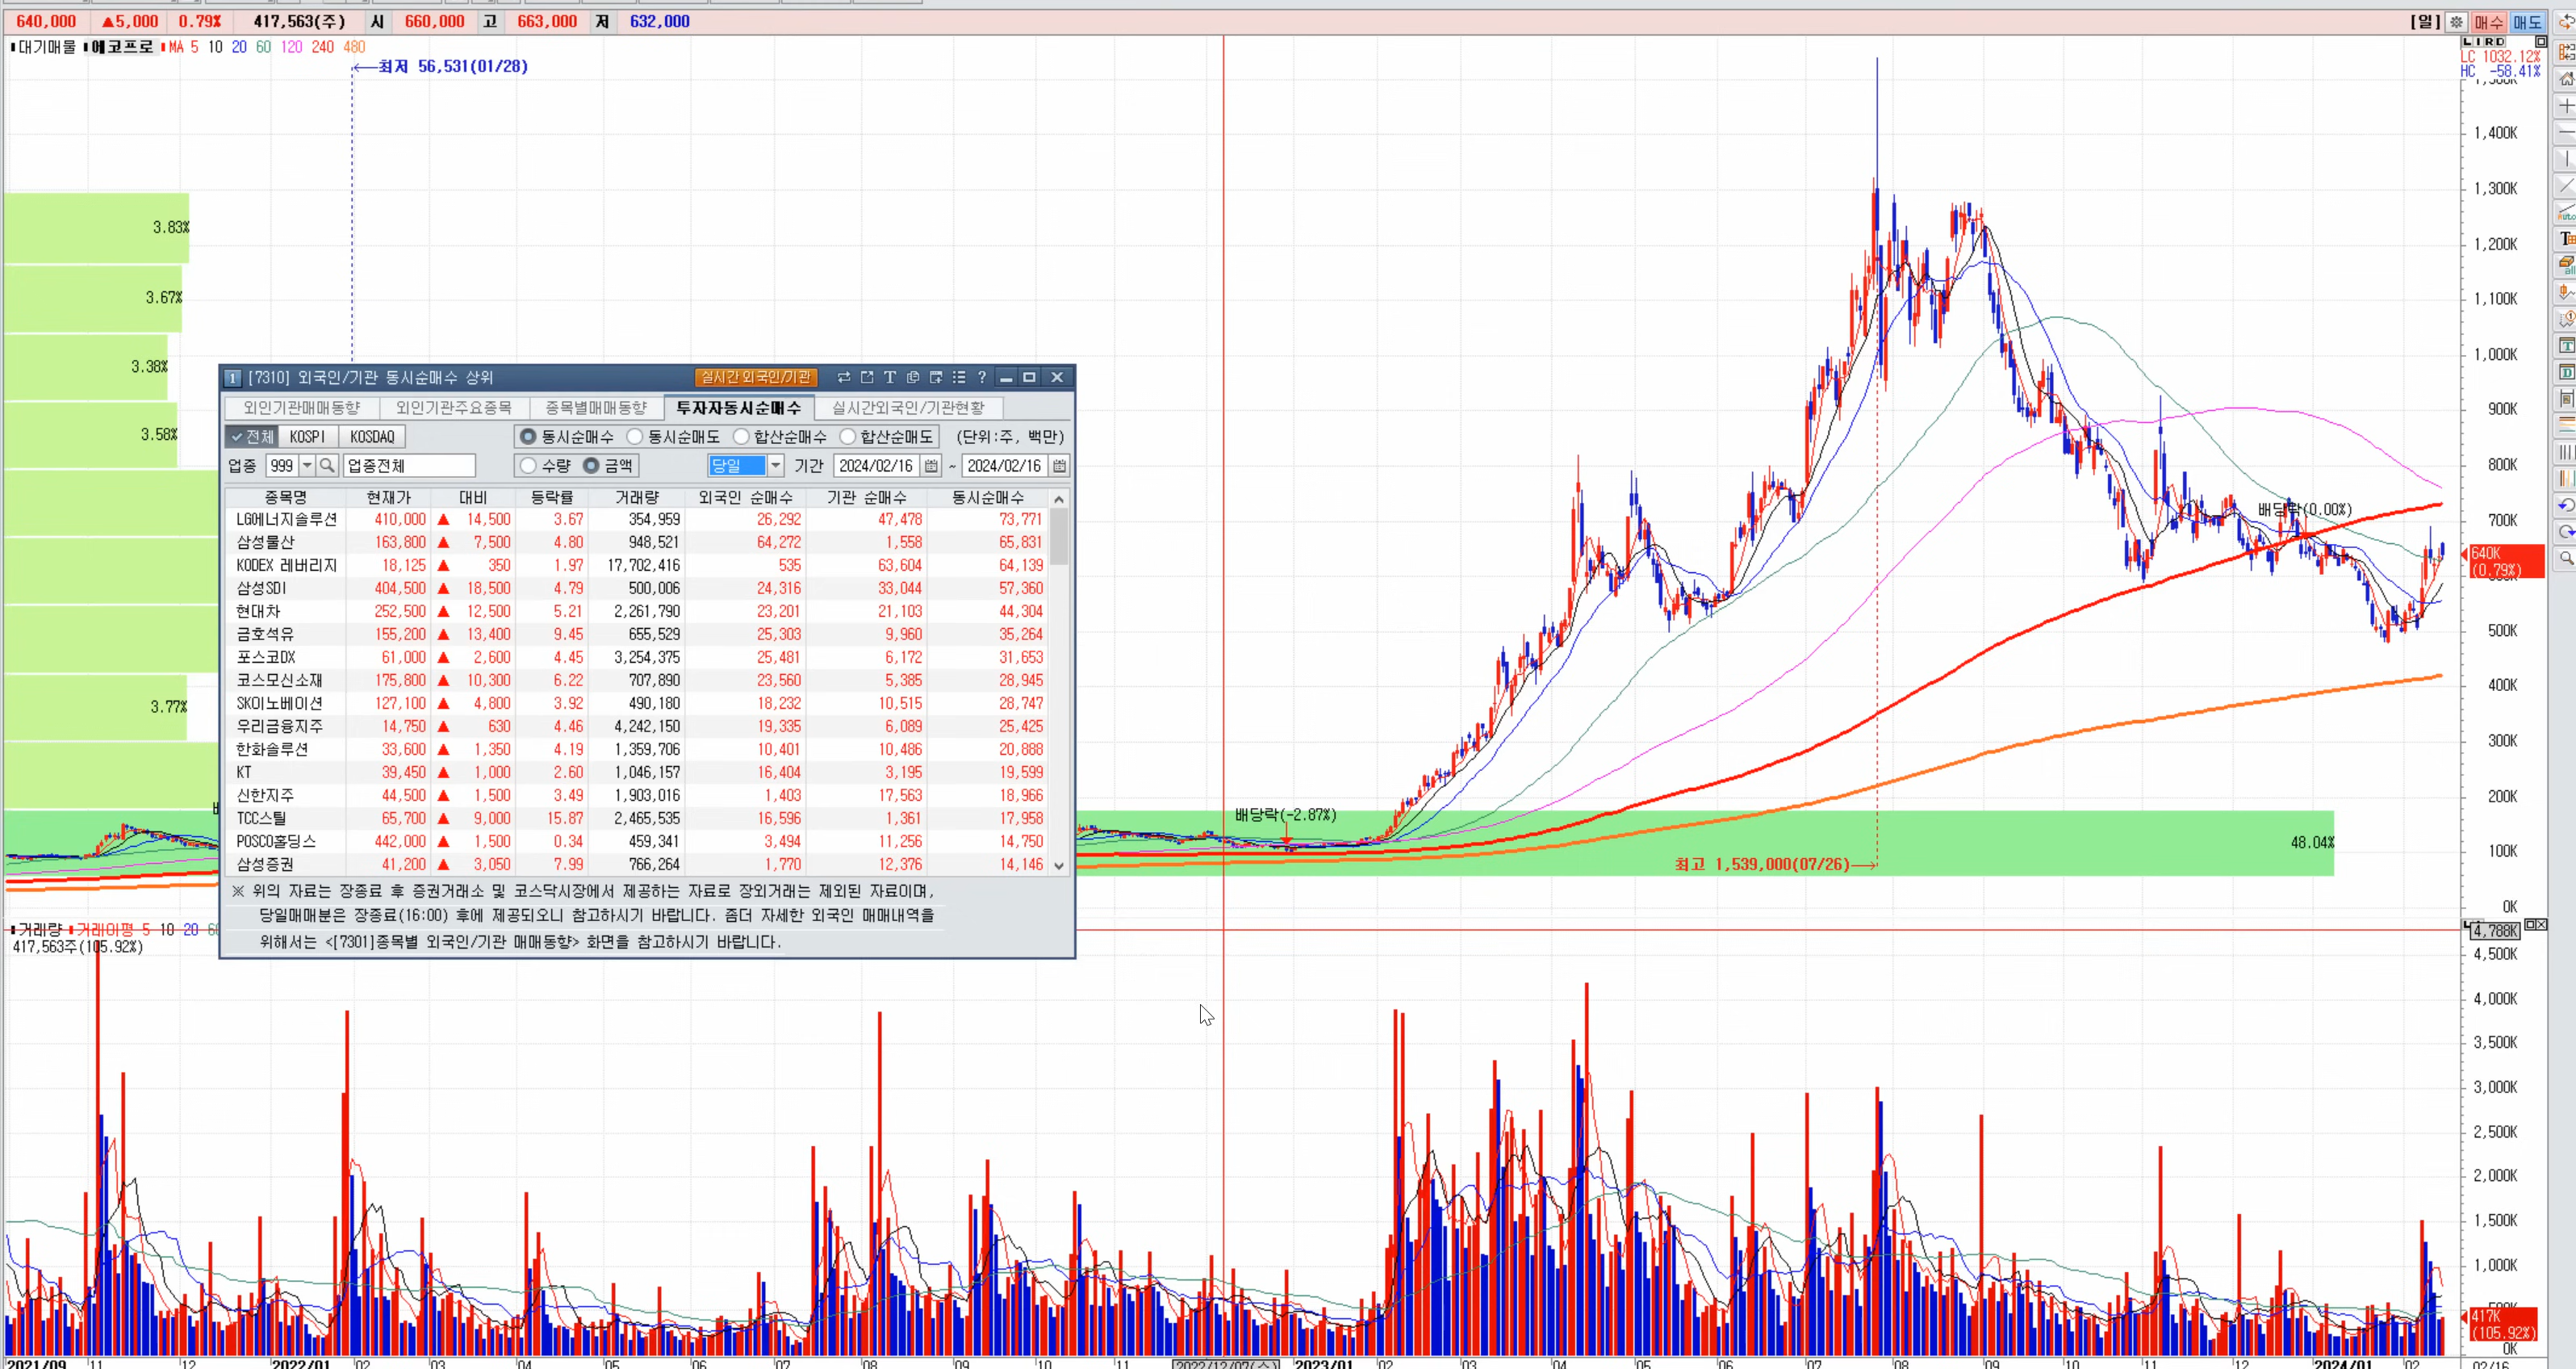 640,000 ▲5,000 0.79% 417,563(주) 시 660,000 고 663,000 저 632,000 [일] 매수 매도
대기매물 에코프로 MA 5 10 20 60 120 240 480
L I R D
LC 1032.12%
HC -58.41%
←최저 56,531(01/28)
1,400K
1,300K
3.83%
1,200K
3.67%
1,100K
3.38%
1,000K
900K
3.58%
800K
배당락(0.00%)
700K
640K
(0.79%)
500K
400K
3.77%
300K
200K
배당락(-2.87%)
48.04%
100K
최고 1,539,000(07/26)→
0K
1 [7310] 외국인/기관 동시순매수 상위 실시간 외국인/기관 T ?
외인기관매매동향 외인기관주요종목 종목별매매동향 투자자동시순매수 실시간외국인/기관현황
전체 KOSPI KOSDAQ 동시순매수 동시순매도 합산순매수 합산순매도 (단위:주, 백만)
업종 999 업종전체 수량 금액 당일 기간 2024/02/16 ~ 2024/02/16
종목명 현재가 대비 등락률 거래량 외국인 순매수 기관 순매수 동시순매수
LG에너지솔루션 410,000 ▲ 14,500 3.67 354,959 26,292 47,478 73,771
삼성물산 163,800 ▲ 7,500 4.80 948,521 64,272 1,558 65,831
KODEX 레버리지 18,125 ▲ 350 1.97 17,702,416 535 63,604 64,139
삼성SDI 404,500 ▲ 18,500 4.79 500,006 24,316 33,044 57,360
현대차 252,500 ▲ 12,500 5.21 2,261,790 23,201 21,103 44,304
금호석유 155,200 ▲ 13,400 9.45 655,529 25,303 9,960 35,264
포스코DX 61,000 ▲ 2,600 4.45 3,254,375 25,481 6,172 31,653
코스모신소재 175,800 ▲ 10,300 6.22 707,890 23,560 5,385 28,945
SK이노베이션 127,100 ▲ 4,800 3.92 490,180 18,232 10,515 28,747
우리금융지주 14,750 ▲ 630 4.46 4,242,150 19,335 6,089 25,425
한화솔루션 33,600 ▲ 1,350 4.19 1,359,706 10,401 10,486 20,888
KT 39,450 ▲ 1,000 2.60 1,046,157 16,404 3,195 19,599
신한지주 44,500 ▲ 1,500 3.49 1,903,016 1,403 17,563 18,966
TCC스틸 65,700 ▲ 9,000 15.87 2,465,535 16,596 1,361 17,958
POSCO홀딩스 442,000 ▲ 1,500 0.34 459,341 3,494 11,256 14,750
삼성증권 41,200 ▲ 3,050 7.99 766,264 1,770 12,376 14,146
※ 위의 자료는 장종료 후 증권거래소 및 코스닥시장에서 제공하는 자료로 장외거래는 제외된 자료이며,
당일매매분은 장종료(16:00) 후에 제공되오니 참고하시기 바랍니다. 좀더 자세한 외국인 매매내역을
위해서는 <[7301]종목별 외국인/기관 매매동향> 화면을 참고하시기 바랍니다.
거래량 거래이평 5 10 20
417,563주(105.92%)
4,788K
4,500K
4,000K
3,500K
3,000K
2,500K
2,000K
1,500K
1,000K
417K
(105.92%)
0K
2021/09 11 12 2022/01 02 03 04 05 06 07 08 09 10 11 2022/12/07(수) 2023/01 02 03 04 05 06 07 08 09 10 11 12 2024/01 02 02/16